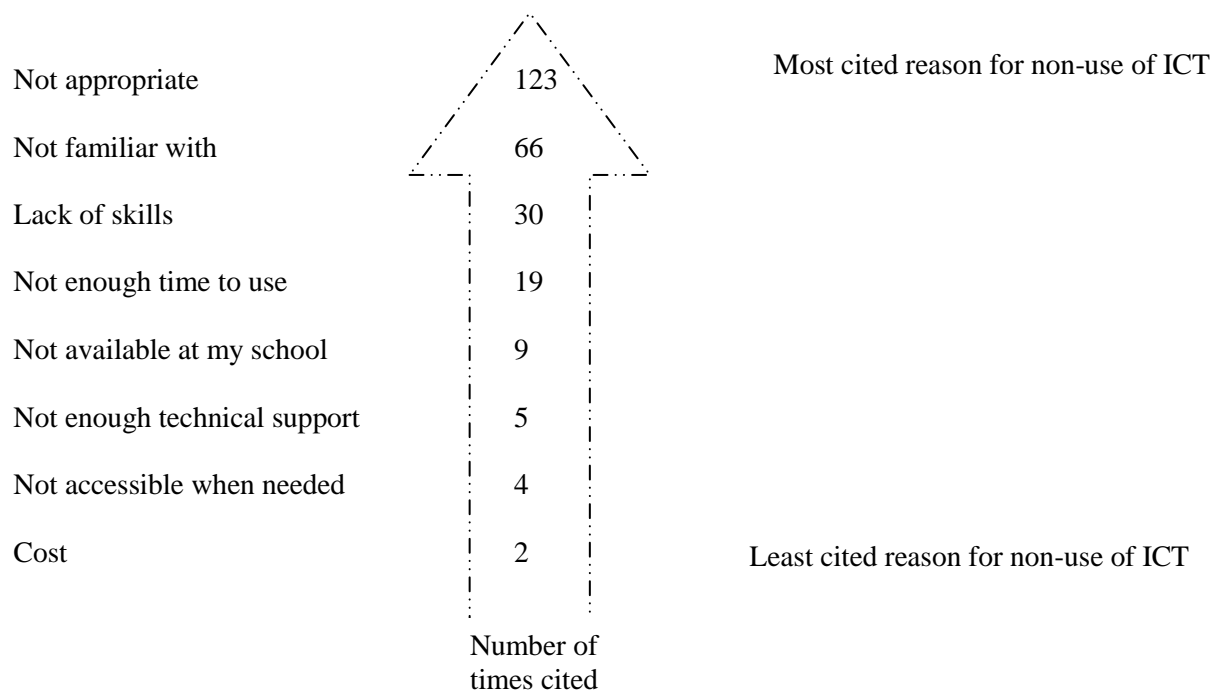 Most cited reason for non-use of ICT
Not appropriate 123
Not familiar with 66
Lack of skills 30
Not enough time to use 19
Not available at my school 9
Not enough technical support 5
Not accessible when needed 4
Cost 2
Least cited reason for non-use of ICT
Number of
times cited